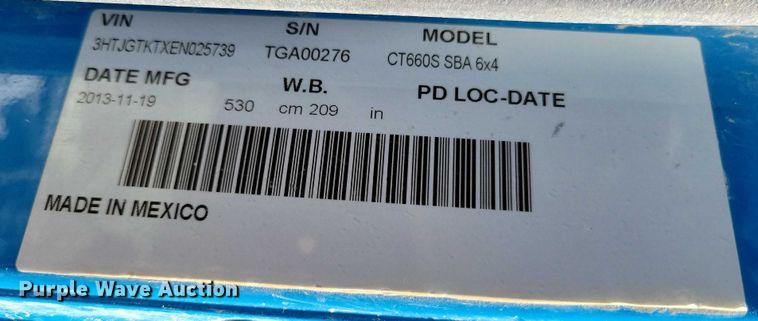 VIN S/N MODEL
3HTJGTKTXEN025739 TGA00276 CT660S SBA 6x4
DATE MFG W.B. PD LOC-DATE
2013-11-19 530 cm 209 in
MADE IN MEXICO
Purple Wave Auction